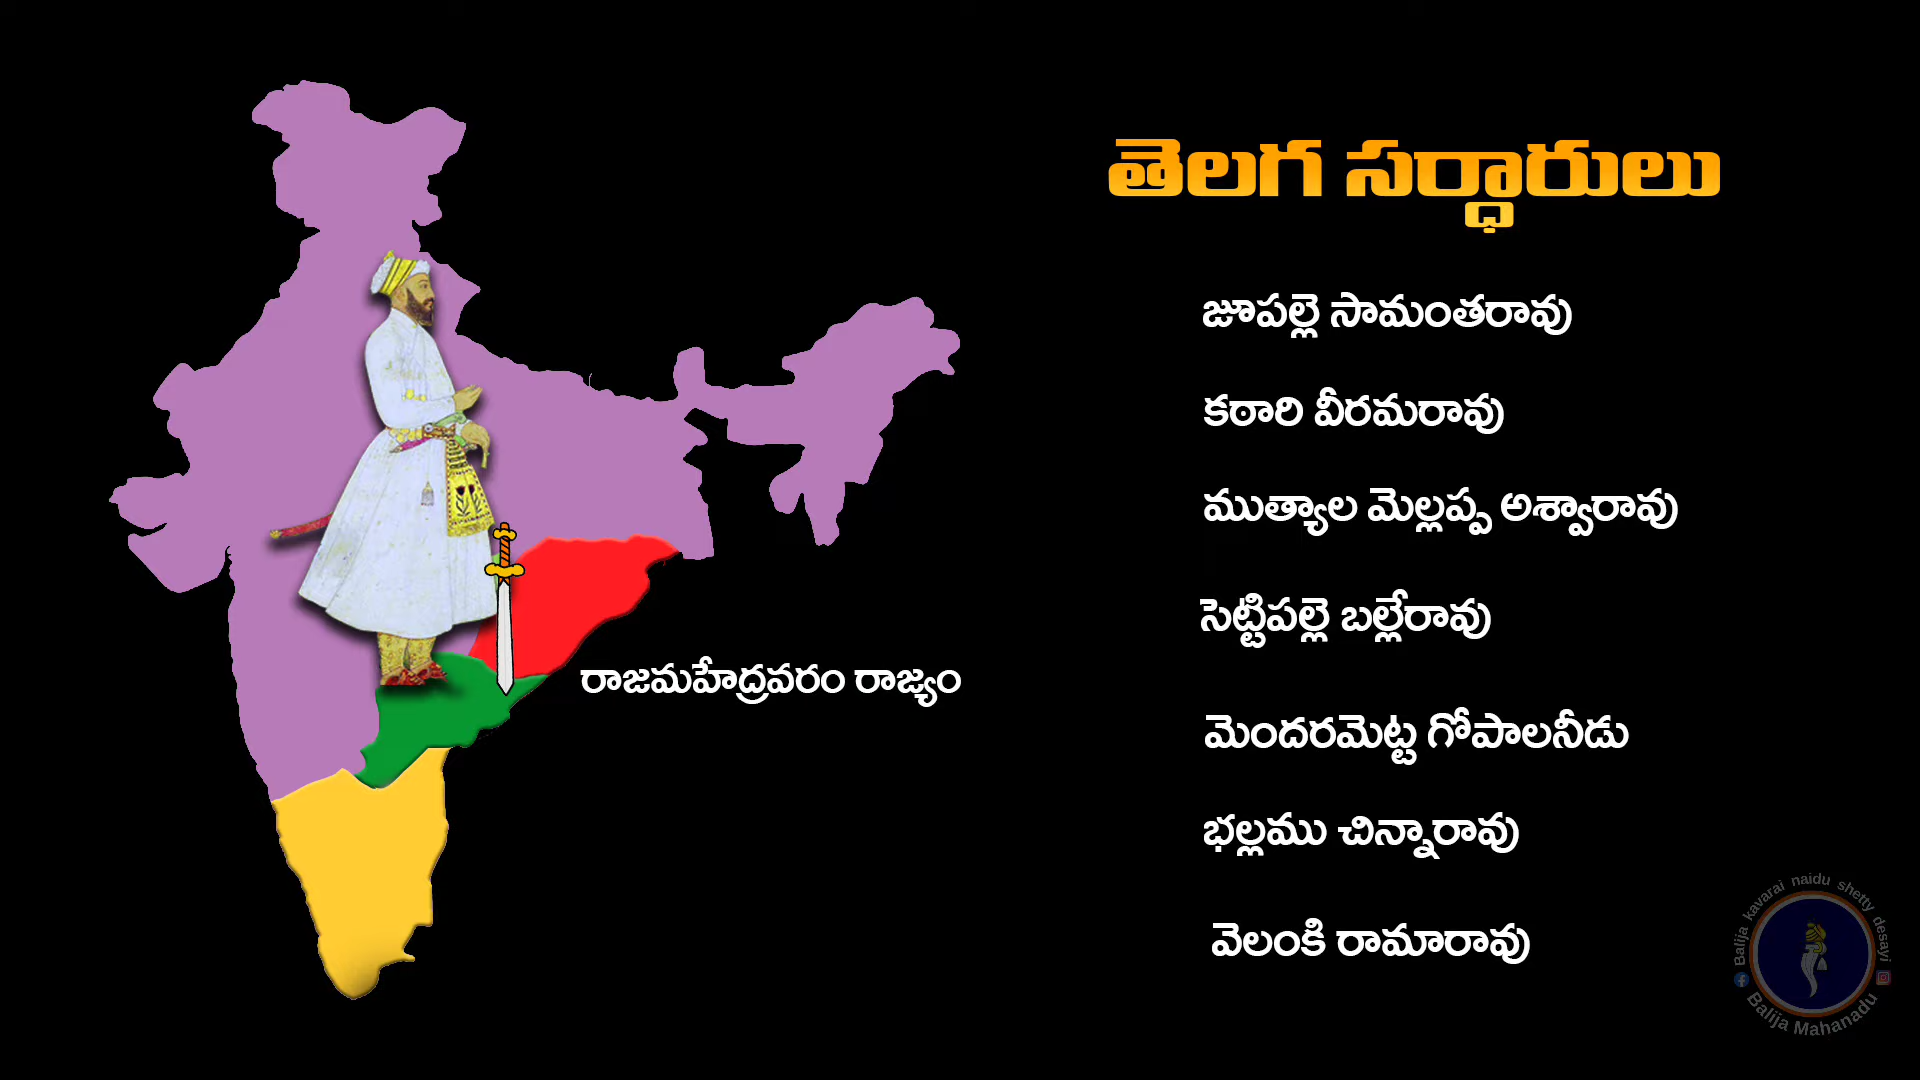 తెలగ సర్ధారులు
జూపల్లె సామంతరావు
కఠారి వీరమరావు
ముత్యాల మెల్లప్ప అశ్వారావు
సెట్టిపల్లె బల్లేరావు
రాజమహేద్రవరం రాజ్యం
మెందరమెట్ట గోపాలనీడు
భల్లము చిన్నారావు
వెలంకి రామారావు
Balija kavarai naidu shetty desayi
Balija Mahanadu